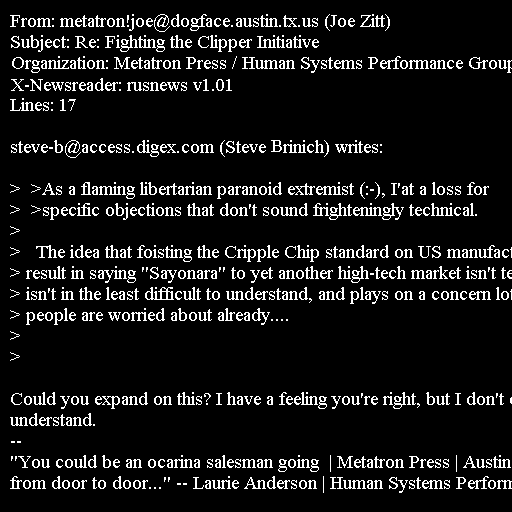 From: metatron!joe@dogface.austin.tx.us (Joe Zitt)
Subject: Re: Fighting the Clipper Initiative
Organization: Metatron Press / Human Systems Performance Group
X-Newsreader: rusnews v1.01
Lines: 17

steve-b@access.digex.com (Steve Brinich) writes:

>  >As a flaming libertarian paranoid extremist (:-), I'at a loss for
>  >specific objections that don't sound frighteningly technical.
>
>   The idea that foisting the Cripple Chip standard on US
> result in saying "Sayonara" to yet another high-tech market isn't
> isn't in the least difficult to understand, and plays on a concern
> people are worried about already....
>
>

Could you expand on this? I have a feeling you're right, but I don't
understand.
--
"You could be an ocarina salesman going  | Metatron Press | Austin
from door to door..." -- Laurie Anderson | Human Systems